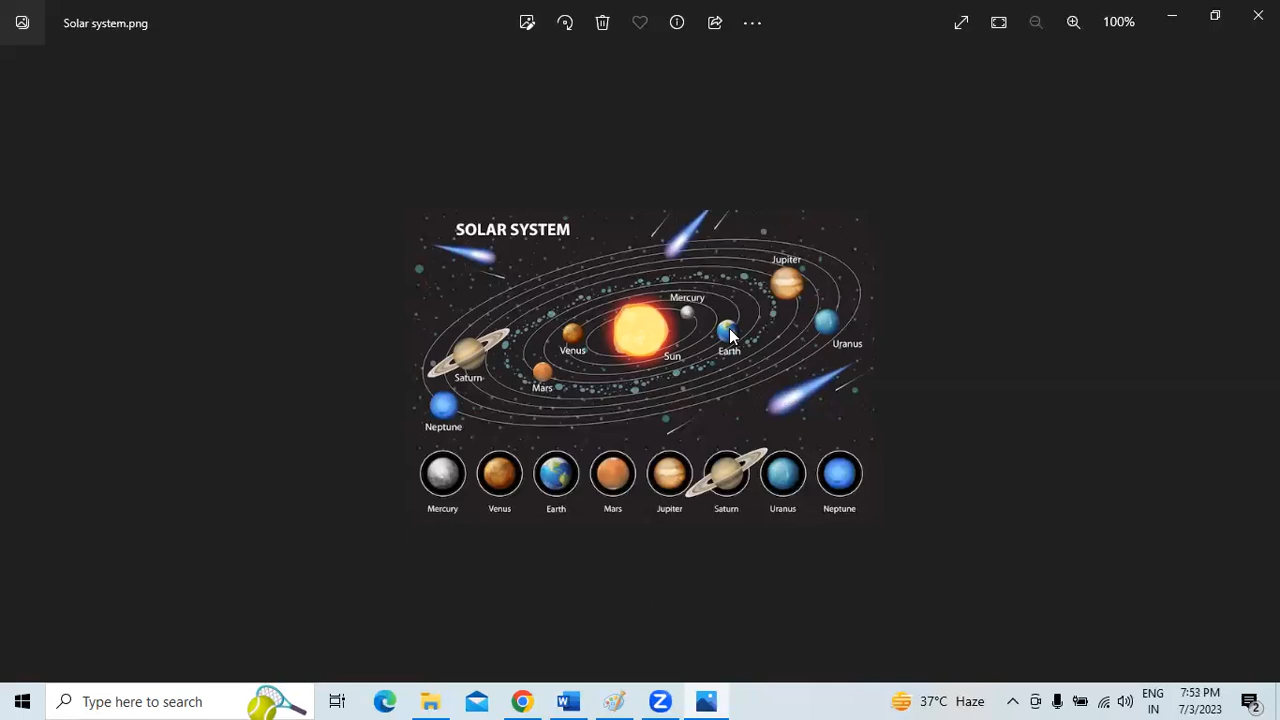 Solar system.png
100%
SOLAR SYSTEM
Jupiter
Mercury
Venus
Sun
Earth
Uranus
Saturn
Mars
Neptune
Mercury Venus Earth Mars Jupiter Saturn Uranus Neptune
Type here to search
37°C Haze
ENG
IN
7:53 PM
7/3/2023
2